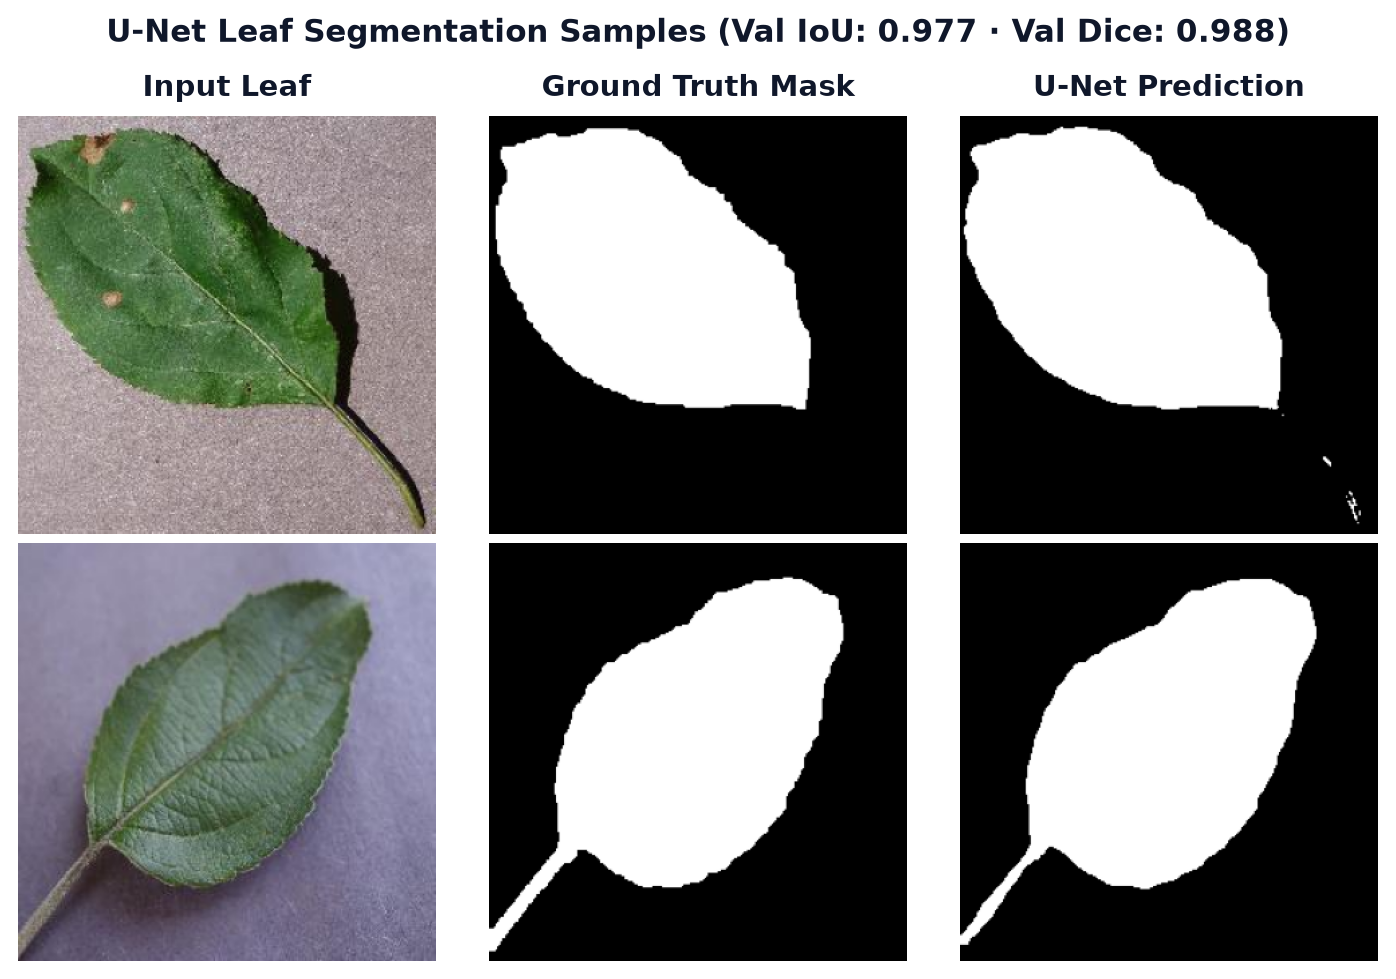 U-Net Leaf Segmentation Samples (Val IoU: 0.977 · Val Dice: 0.988)
Input Leaf
Ground Truth Mask
U-Net Prediction